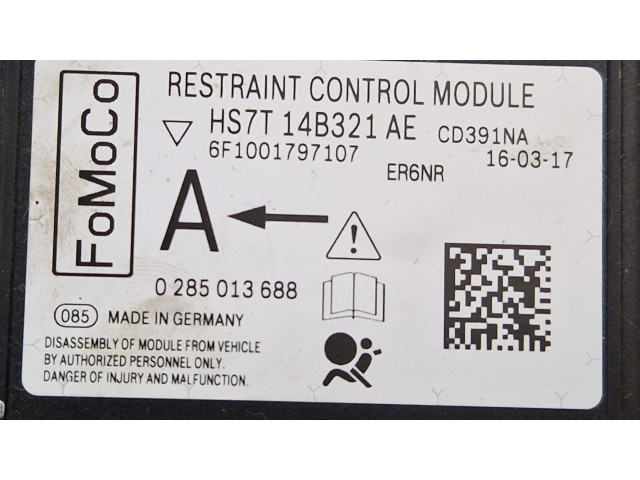 FoMoCo
RESTRAINT CONTROL MODULE
HS7T 14B321 AE CD391NA
6F1001797107 16-03-17
ER6NR
A
0 285 013 688
085 MADE IN GERMANY
DISASSEMBLY OF MODULE FROM VEHICLE
BY AUTHORIZED PERSONNEL ONLY.
DANGER OF INJURY AND MALFUNCTION.